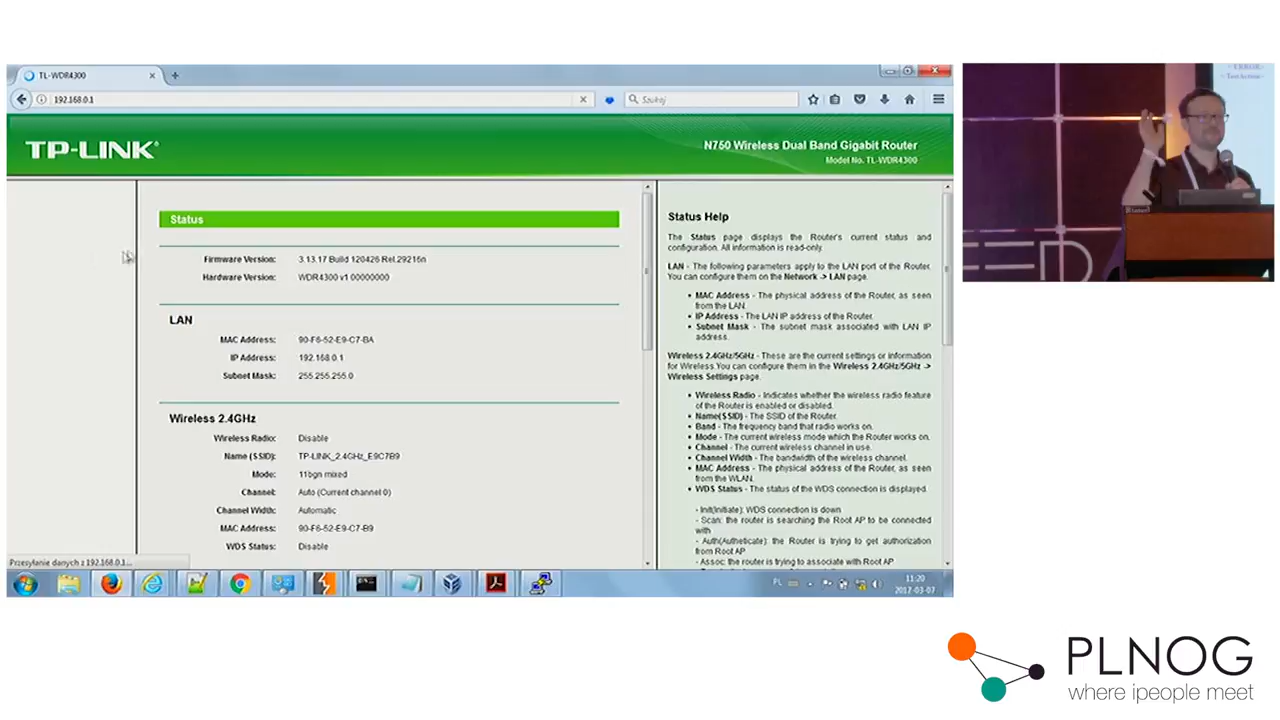 TL-WDR4300
192.168.0.1
Szukaj
TP-LINK
N750 Wireless Dual Band Gigabit Router
Model No. TL-WDR4300
Status
Firmware Version: 3.13.17 Build 120426 Rel.29216n
Hardware Version: WDR4300 v1 00000000
LAN
MAC Address: 90-F6-52-E9-C7-BA
IP Address: 192.168.0.1
Subnet Mask: 255.255.255.0
Wireless 2.4GHz
Wireless Radio: Disable
Name (SSID): TP-LINK_2.4GHz_E9C7B9
Mode: 11bgn mixed
Channel: Auto (Current channel 0)
Channel Width: Automatic
MAC Address: 90-F6-52-E9-C7-B9
WDS Status: Disable
Przesyłanie danych z 192.168.0.1...
Status Help
The Status page displays the Router's current status and
configuration. All information is read-only.
LAN - The following parameters apply to the LAN port of the Router.
You can configure them on the Network -> LAN page.
• MAC Address - The physical address of the Router, as seen
from the LAN.
• IP Address - The LAN IP address of the Router.
• Subnet Mask - The subnet mask associated with LAN IP
address.
Wireless 2.4GHz/5GHz - These are the current settings or information
for Wireless.You can configure them in the Wireless 2.4GHz/5GHz ->
Wireless Settings page.
• Wireless Radio - Indicates whether the wireless radio feature
of the Router is enabled or disabled.
• Name(SSID) - The SSID of the Router.
• Band - The frequency band that radio works on.
• Mode - The current wireless mode which the Router works on.
• Channel - The current wireless channel in use.
• Channel Width - The bandwidth of the wireless channel.
• MAC Address - The physical address of the Router, as seen
from the WLAN.
• WDS Status - The status of the WDS connection is displayed.
- Init(Initiate): WDS connection is down
- Scan: the router is searching the Root AP to be connected
with
- Auth(Autheticate): the Router is trying to get authorization
from Root AP
- Assoc: the router is trying to associate with Root AP
PL
11:20
2017-03-07
PLNOG
where ipeople meet